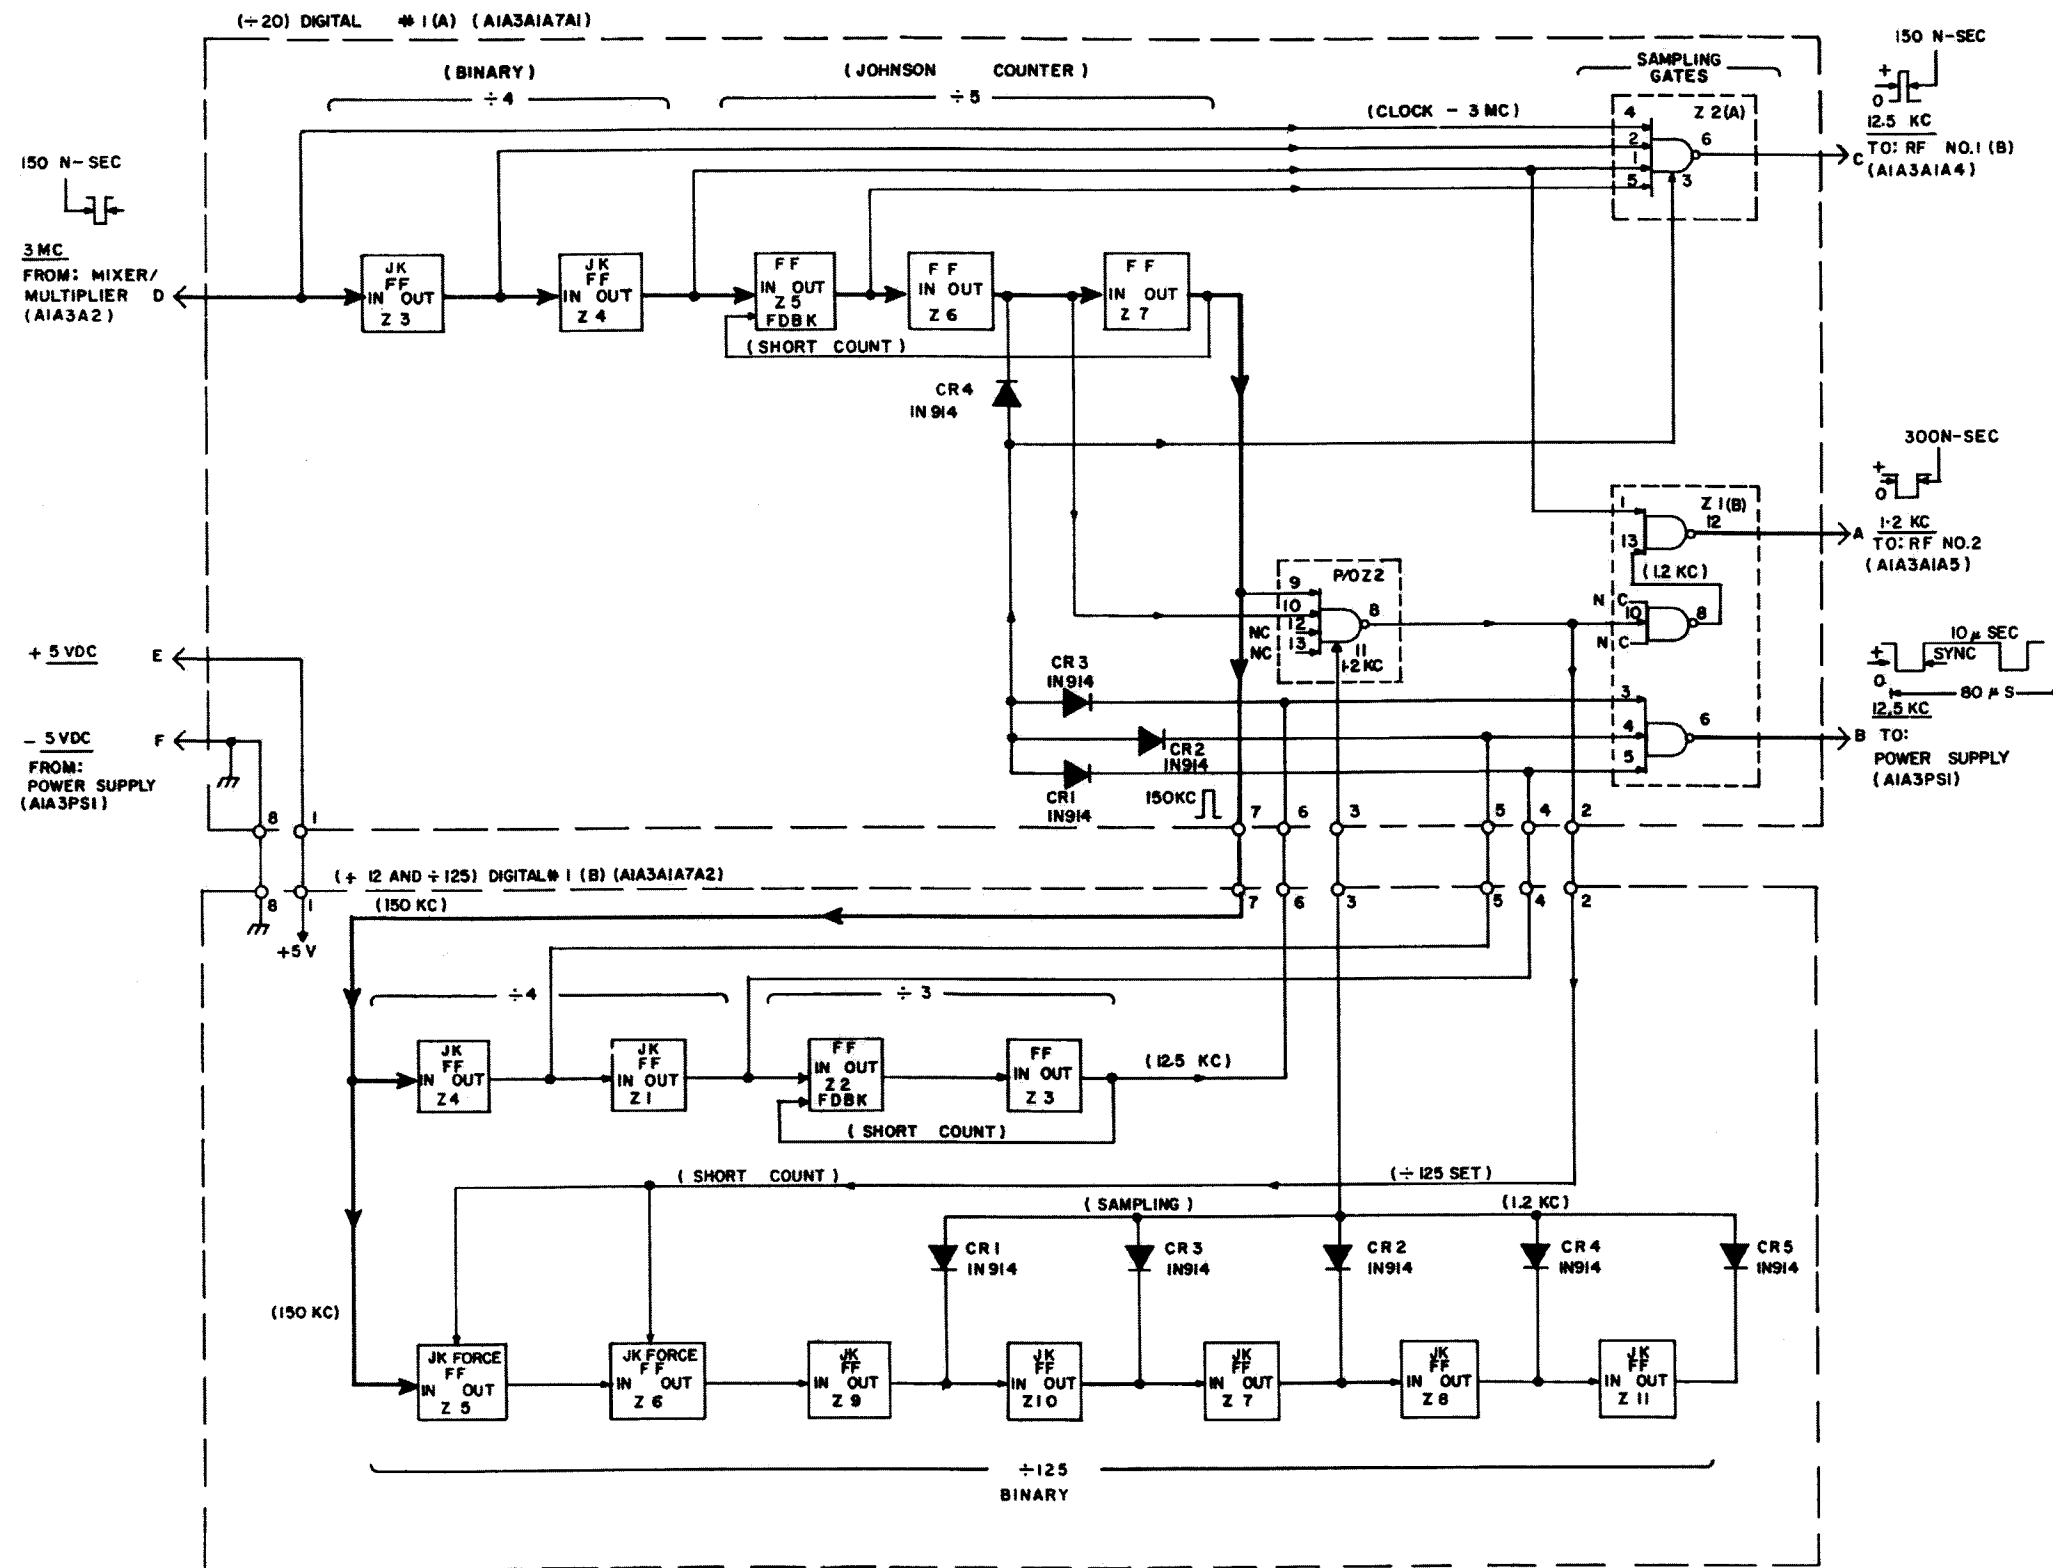 (÷20) DIGITAL # 1(A) (A1A3A1A7A1)
150 N-SEC
(BINARY)
÷4
(JOHNSON COUNTER)
÷5
SAMPLING
GATES
+
0
12.5 KC
TO: RF NO.1 (B)
(A1A3A1A4)
C
(CLOCK - 3 MC)
4
2
1
5
Z 2(A)
6
3
150 N-SEC
3 MC
FROM: MIXER/
MULTIPLIER D
(A1A3A2)
JK
FF
IN OUT
Z 3
JK
FF
IN OUT
Z 4
FF
IN OUT
Z 5
FDBK
FF
IN OUT
Z 6
FF
IN OUT
Z 7
(SHORT COUNT)
CR4
IN914
300N-SEC
+
0
1
Z 1(B)
12
13
A
1.2 KC
TO: RF NO.2
(A1A3A1A5)
(1.2 KC)
P/O Z2
9
10
12
NC
13
NC
8
11
1.2 KC
N C
10
N C
8
+ 5 VDC E
- 5 VDC F
FROM:
POWER SUPPLY
(A1A3PS1)
CR3
IN914
CR2
IN914
CR1
IN914
150KC
3
4
5
6
10 µ SEC
+
SYNC
0
80 µ S
12.5 KC
B TO:
POWER SUPPLY
(A1A3PS1)
8 1 7 6 3 5 4 2
(÷ 12 AND ÷125) DIGITAL# 1 (B) (A1A3A1A7A2)
8 1 7 6 3 5 4 2
(150 KC)
+5 V
÷4
÷ 3
JK
FF
IN OUT
Z4
JK
FF
IN OUT
Z1
FF
IN OUT
Z2
FDBK
FF
IN OUT
Z3
(12.5 KC)
(SHORT COUNT)
(SHORT COUNT)
(÷125 SET)
(SAMPLING)
(1.2 KC)
CR1
IN914
CR3
IN914
CR2
IN914
CR4
IN914
CR5
IN914
(150 KC)
JK FORCE
FF
IN OUT
Z 5
JK FORCE
FF
IN OUT
Z 6
JK
FF
IN OUT
Z 9
JK
FF
IN OUT
Z10
JK
FF
IN OUT
Z 7
JK
FF
IN OUT
Z8
JK
FF
IN OUT
Z 11
÷125
BINARY